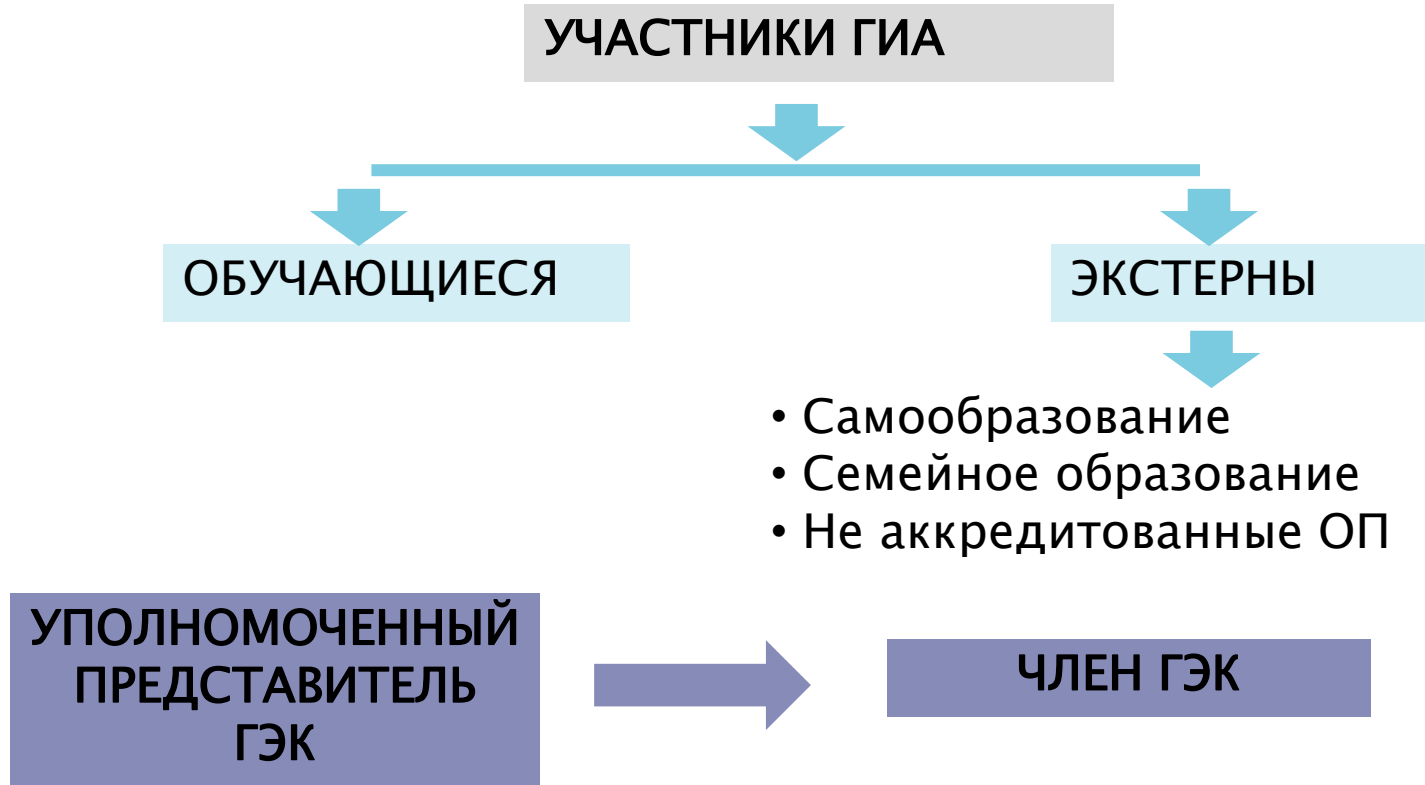 УЧАСТНИКИ ГИА
ОБУЧАЮЩИЕСЯ
ЭКСТЕРНЫ
• Самообразование
• Семейное образование
• Не аккредитованные ОП
УПОЛНОМОЧЕННЫЙ
ПРЕДСТАВИТЕЛЬ
ГЭК
ЧЛЕН ГЭК